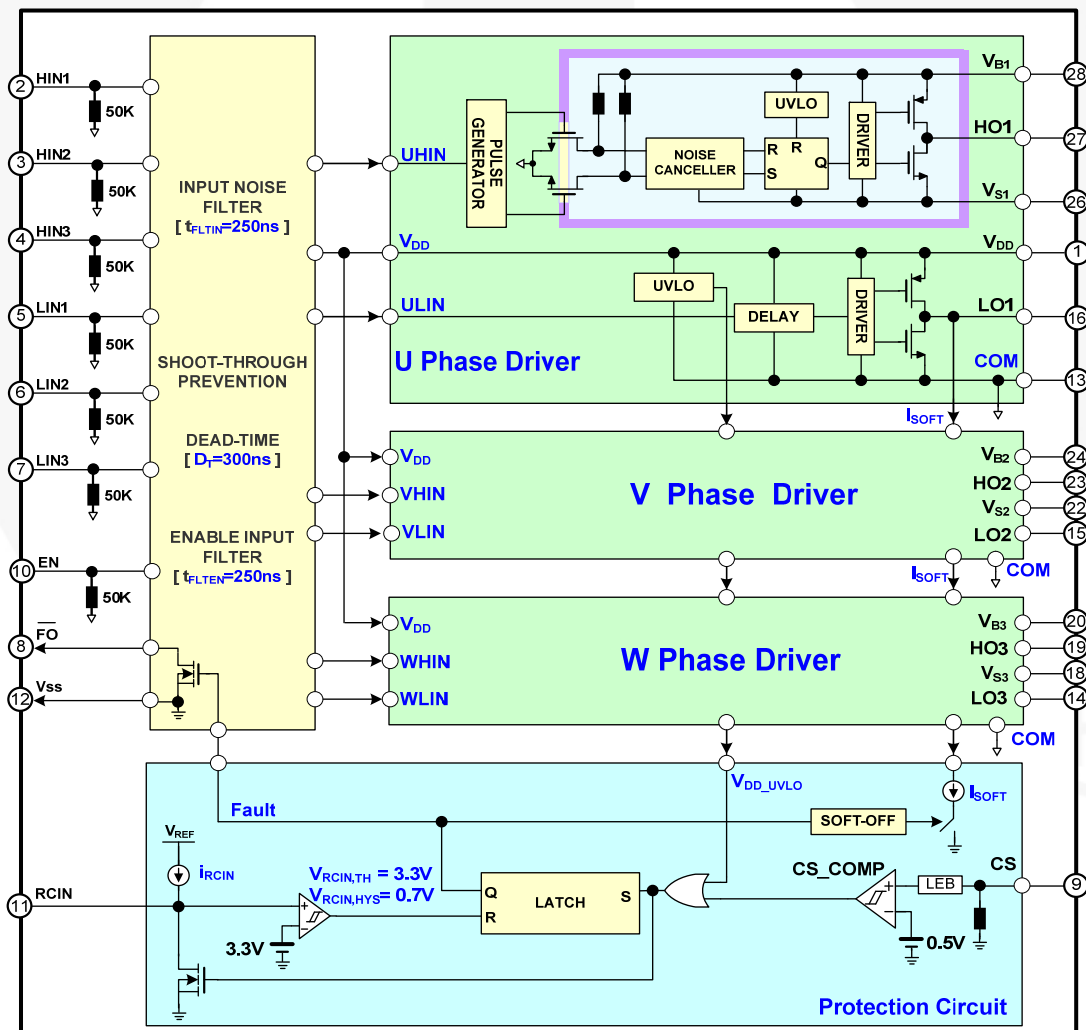 2 HIN1
50K
3 HIN2
50K
4 HIN3
50K
5 LIN1
50K
6 LIN2
50K
7 LIN3
50K
10 EN
50K
8 FO
12 Vss
INPUT NOISE
FILTER
[ tFLTIN=250ns ]
SHOOT-THROUGH
PREVENTION
DEAD-TIME
[ DT=300ns ]
ENABLE INPUT
FILTER
[ tFLTEN=250ns ]
UHIN
PULSE GENERATOR
NOISE
CANCELLER
UVLO
R
R
S
Q
DRIVER
VB1 28
HO1 27
VS1 26
VDD
VDD 1
UVLO
ULIN
DELAY
DRIVER
LO1 16
COM 13
U Phase Driver
ISOFT
VDD
VHIN
VLIN
V Phase Driver
VB2 24
HO2 23
VS2 22
LO2 15
ISOFT
COM
VDD
WHIN
WLIN
W Phase Driver
VB3 20
HO3 19
VS3 18
LO3 14
COM
VDD_UVLO
ISOFT
Fault
SOFT-OFF
VREF
iRCIN
VRCIN,TH = 3.3V
VRCIN,HYS = 0.7V
11 RCIN
3.3V
Q
R
LATCH
S
CS_COMP
LEB
CS 9
0.5V
Protection Circuit